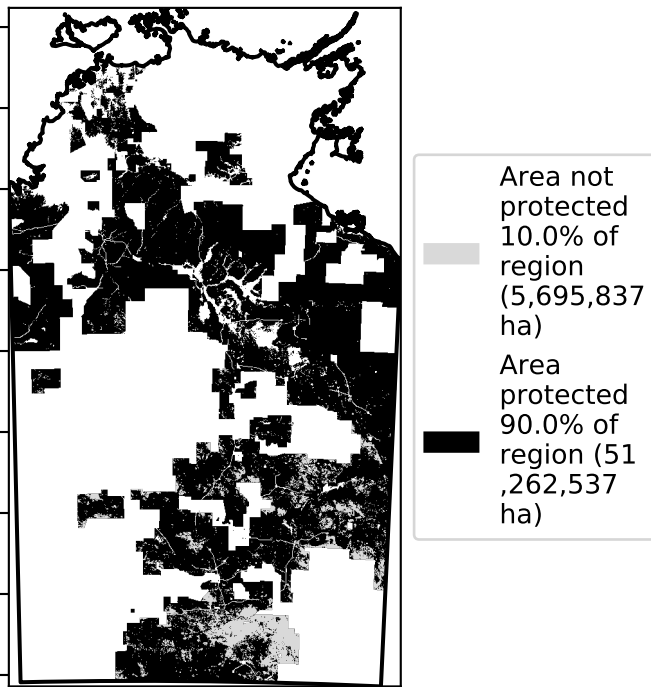 Area not
protected
10.0% of
region
(5,695,837
ha)
Area
protected
90.0% of
region (51
,262,537
ha)